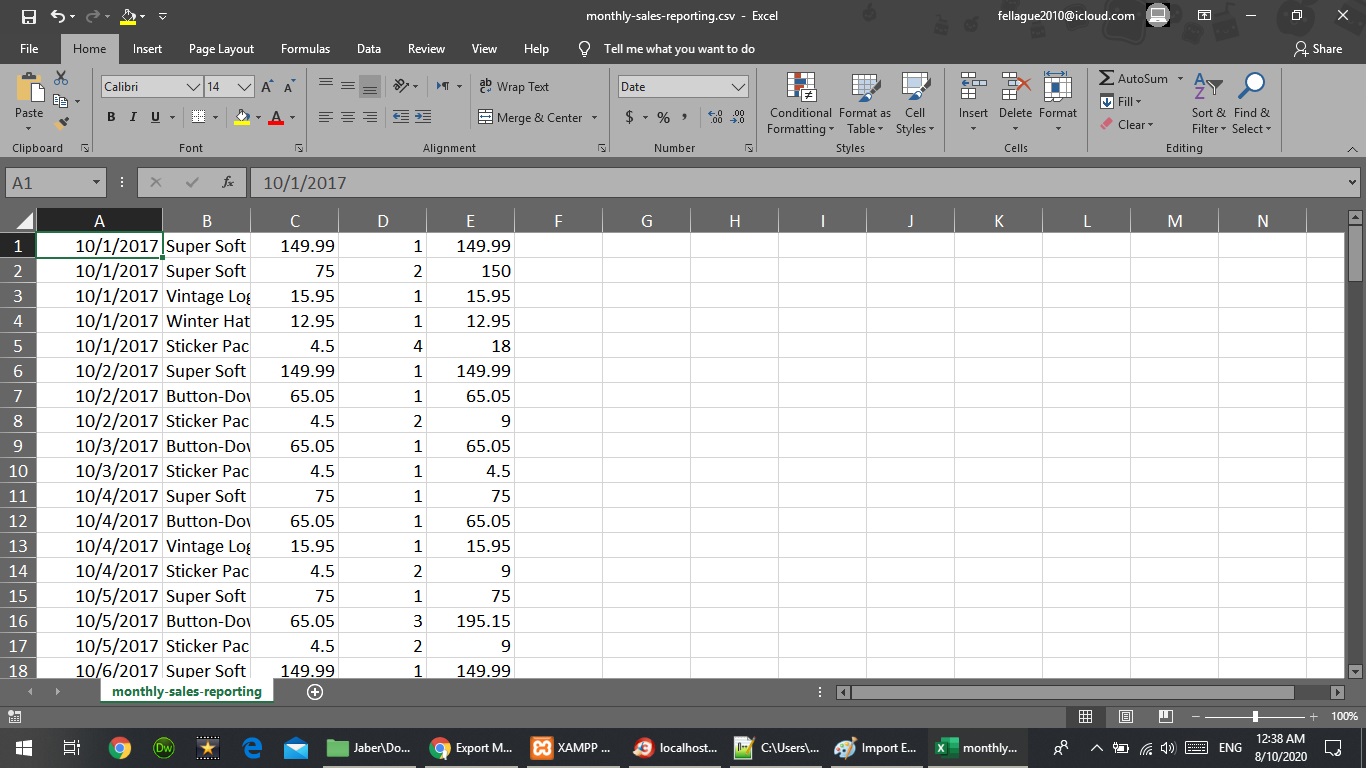 monthly-sales-reporting.csv - Excel
fellague2010@icloud.com
File Home Insert Page Layout Formulas Data Review View Help Tell me what you want to do Share
Calibri 14 A A ab Wrap Text Date AutoSum
Paste B I U A Merge & Center $ % Conditional Formatting Format as Table Cell Styles Insert Delete Format Fill Clear Sort & Filter Find & Select
Clipboard Font Alignment Number Styles Cells Editing
A1 fx 10/1/2017
A B C D E F G H I J K L M N
1 10/1/2017 Super Soft 149.99 1 149.99
2 10/1/2017 Super Soft 75 2 150
3 10/1/2017 Vintage Log 15.95 1 15.95
4 10/1/2017 Winter Hat 12.95 1 12.95
5 10/1/2017 Sticker Pac 4.5 4 18
6 10/2/2017 Super Soft 149.99 1 149.99
7 10/2/2017 Button-Dow 65.05 1 65.05
8 10/2/2017 Sticker Pac 4.5 2 9
9 10/3/2017 Button-Dow 65.05 1 65.05
10 10/3/2017 Sticker Pac 4.5 1 4.5
11 10/4/2017 Super Soft 75 1 75
12 10/4/2017 Button-Dow 65.05 1 65.05
13 10/4/2017 Vintage Log 15.95 1 15.95
14 10/4/2017 Sticker Pac 4.5 2 9
15 10/5/2017 Super Soft 75 1 75
16 10/5/2017 Button-Dow 65.05 3 195.15
17 10/5/2017 Sticker Pac 4.5 2 9
18 10/6/2017 Super Soft 149.99 1 149.99
monthly-sales-reporting
100%
Dw Jaber\Do... Export M... XAMPP ... localhost... C:\Users\... Import E... monthly... ENG 12:38 AM
8/10/2020